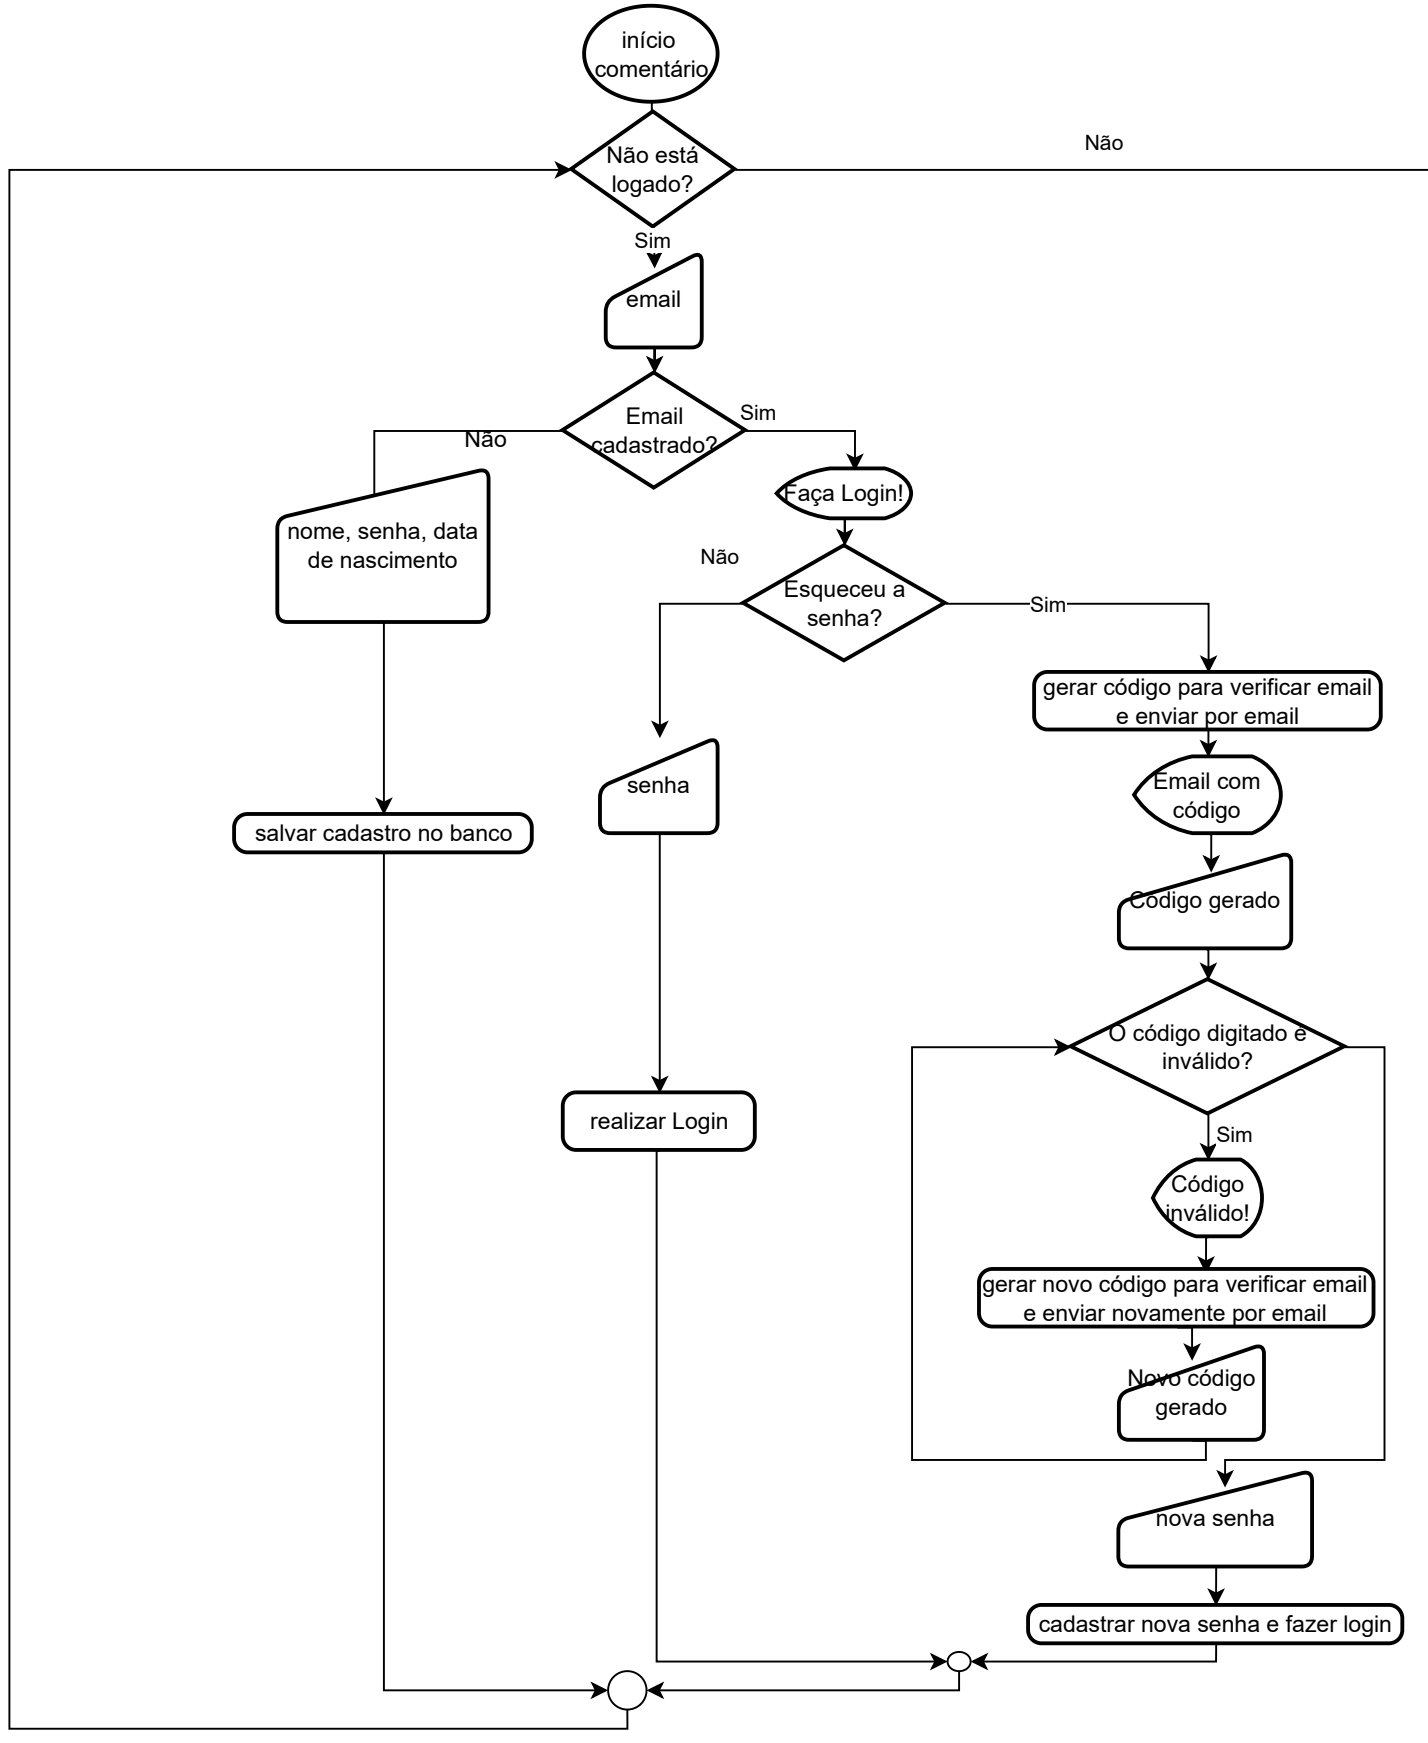 início
comentário
Não está
logado?
Não
Sim
email
Email
cadastrado?
Sim
Não
Faça Login!
nome, senha, data
de nascimento
Não
Esqueceu a
senha?
Sim
gerar código para verificar email
e enviar por email
senha
Email com
código
salvar cadastro no banco
Código gerado
O código digitado é
inválido?
realizar Login
Sim
Código
inválido!
gerar novo código para verificar email
e enviar novamente por email
Novo código
gerado
nova senha
cadastrar nova senha e fazer login